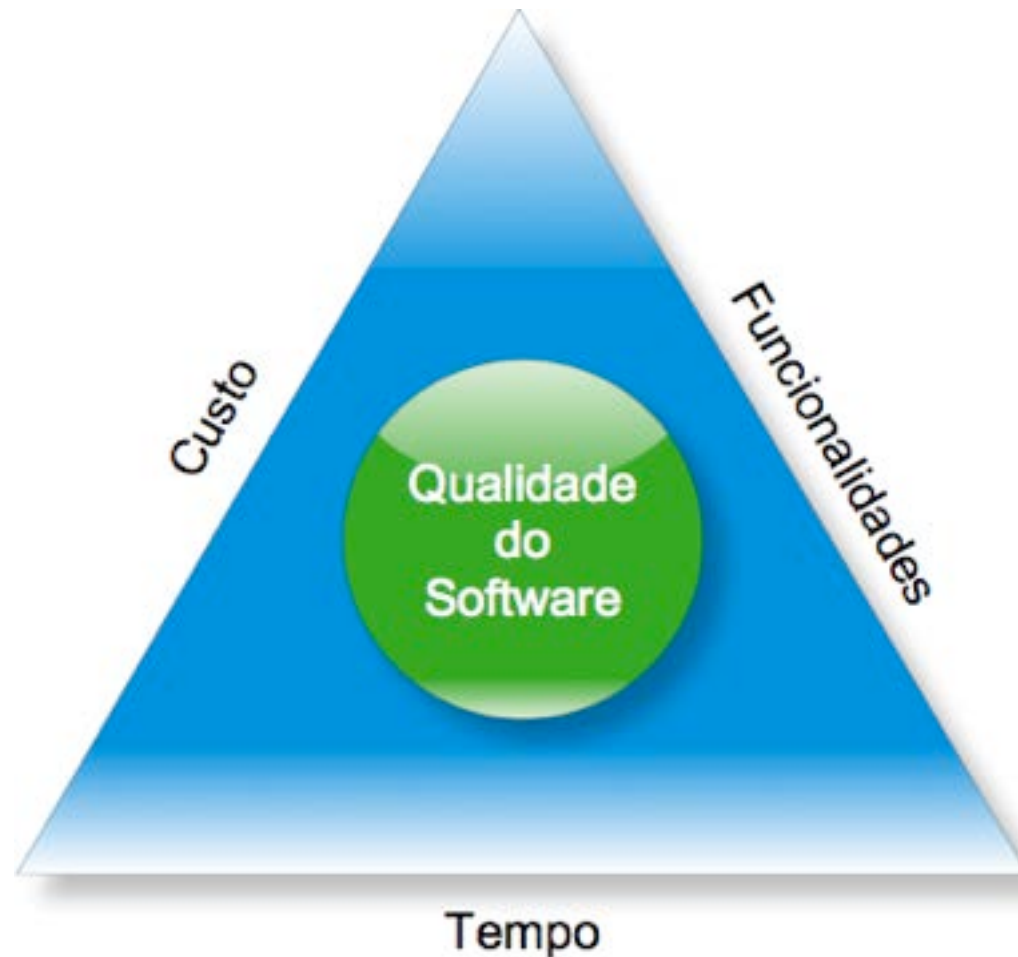 Custo
Funcionalidades
Qualidade
do
Software
Tempo